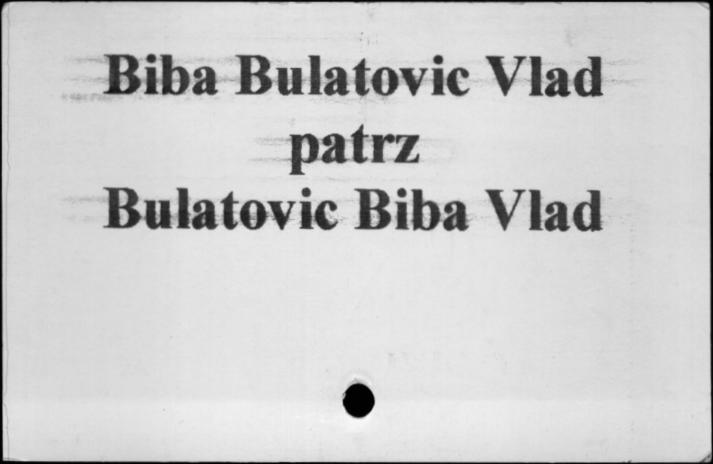 Biba Bulatovic Vlad
patrz
Bulatovic Biba Vlad